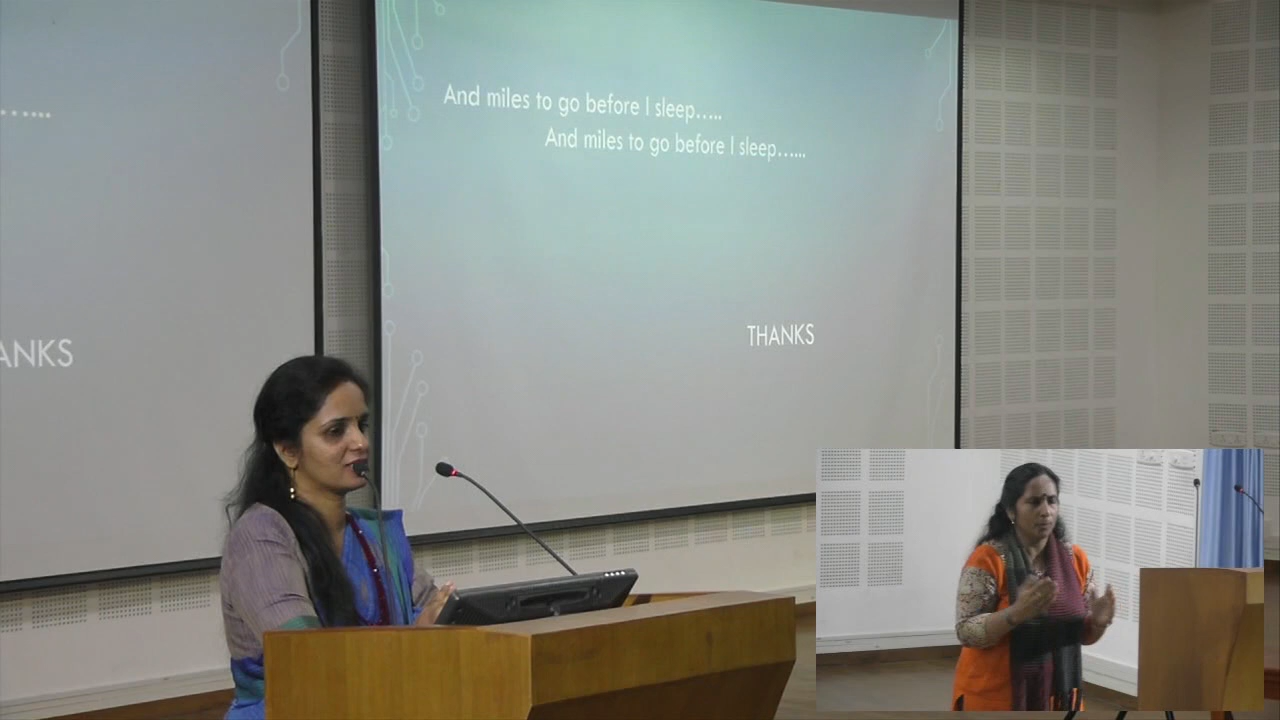 And miles to go before I sleep.....
And miles to go before I sleep......
THANKS
......
ANKS